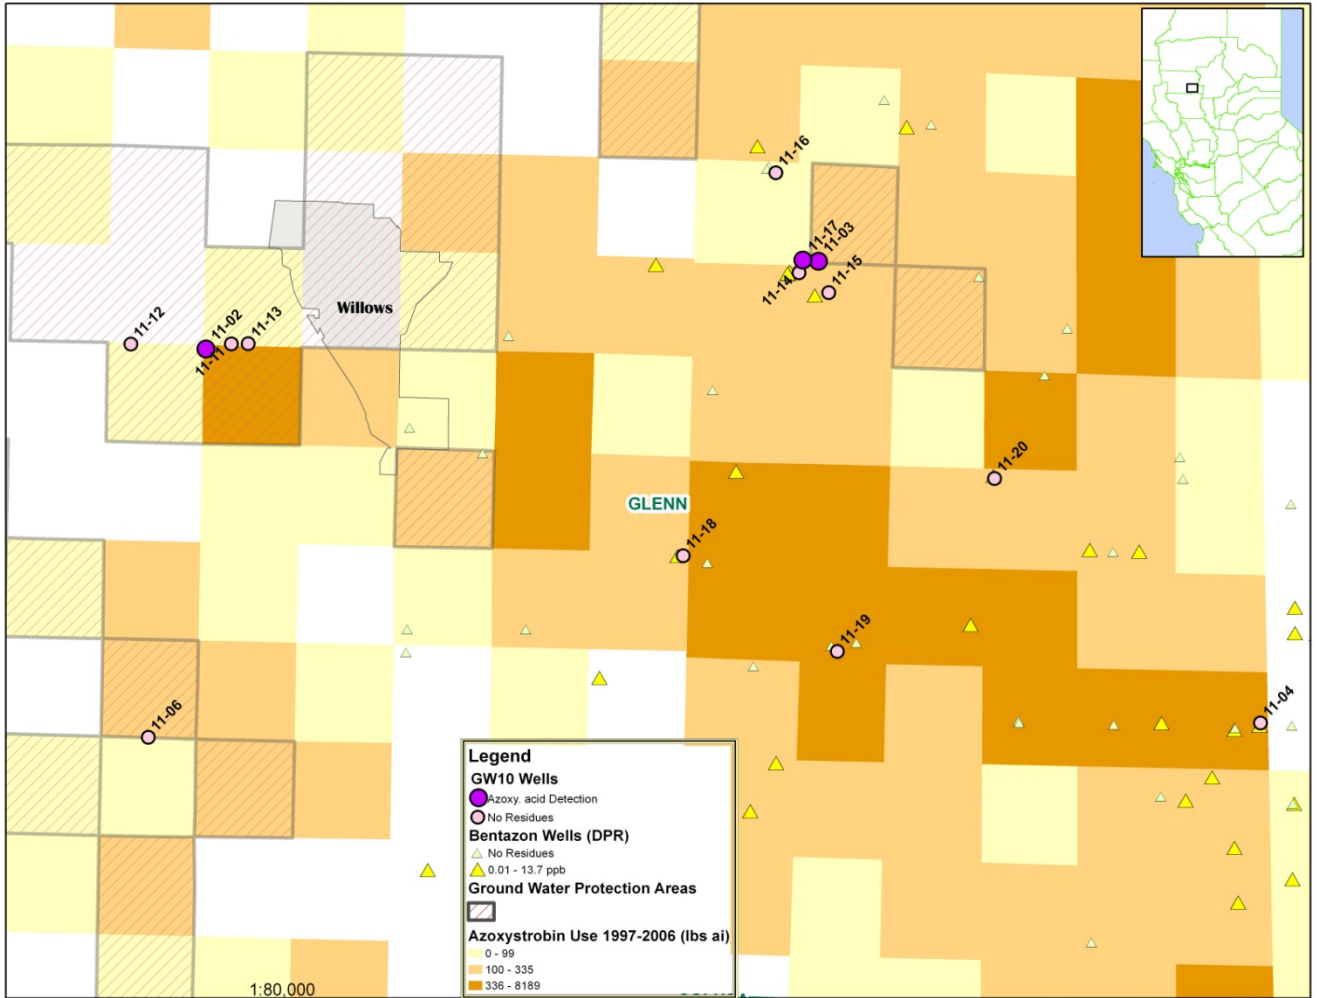 11-16
11-17
11-03
11-14
11-15
Willows
11-12
11-02
11-11
11-13
11-20
GLENN
11-18
11-19
11-04
11-06
Legend
GW10 Wells
Azoxy. acid Detection
No Residues
Bentazon Wells (DPR)
No Residues
0.01 - 13.7 ppb
Ground Water Protection Areas
Azoxystrobin Use 1997-2006 (lbs ai)
0 - 99
100 - 335
336 - 8189
1:80,000